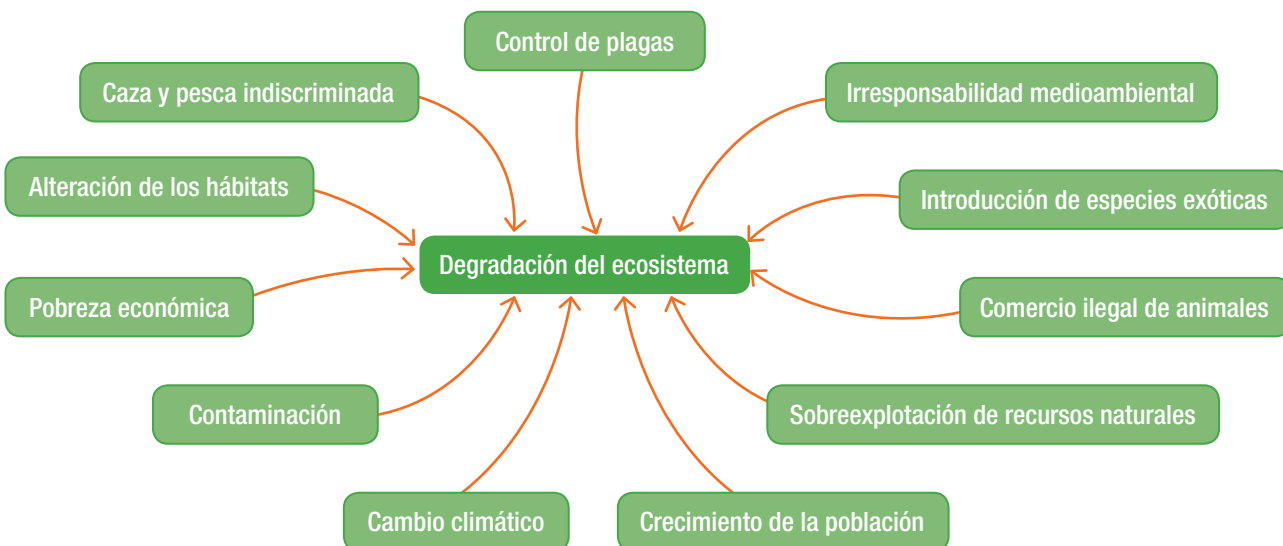 Control de plagas
Caza y pesca indiscriminada
Irresponsabilidad medioambiental
Alteración de los hábitats
Introducción de especies exóticas
Degradación del ecosistema
Pobreza económica
Comercio ilegal de animales
Contaminación
Sobreexplotación de recursos naturales
Cambio climático
Crecimiento de la población